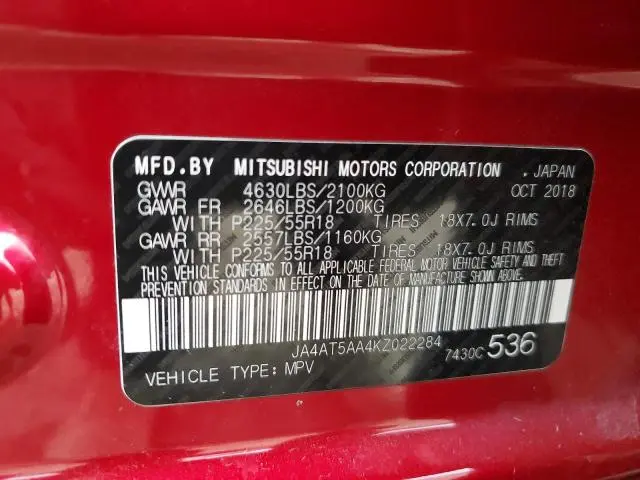 MFD.BY MITSUBISHI MOTORS CORPORATION . JAPAN
GVWR 4630LBS/2100KG OCT 2018
GAWR FR 2646LBS/1200KG
WITH P225/55R18 TIRES 18X7.0J RIMS
GAWR RR 2557LBS/1160KG
WITH P225/55R18 TIRES 18X7.0J RIMS
THIS VEHICLE CONFORMS TO ALL APPLICABLE FEDERAL MOTOR VEHICLE SAFETY AND THEFT
PREVENTION STANDARDS IN EFFECT ON THE DATE OF MANUFACTURE SHOWN ABOVE.
JA4AT5AA4KZ022284 7430C 536
VEHICLE TYPE: MPV